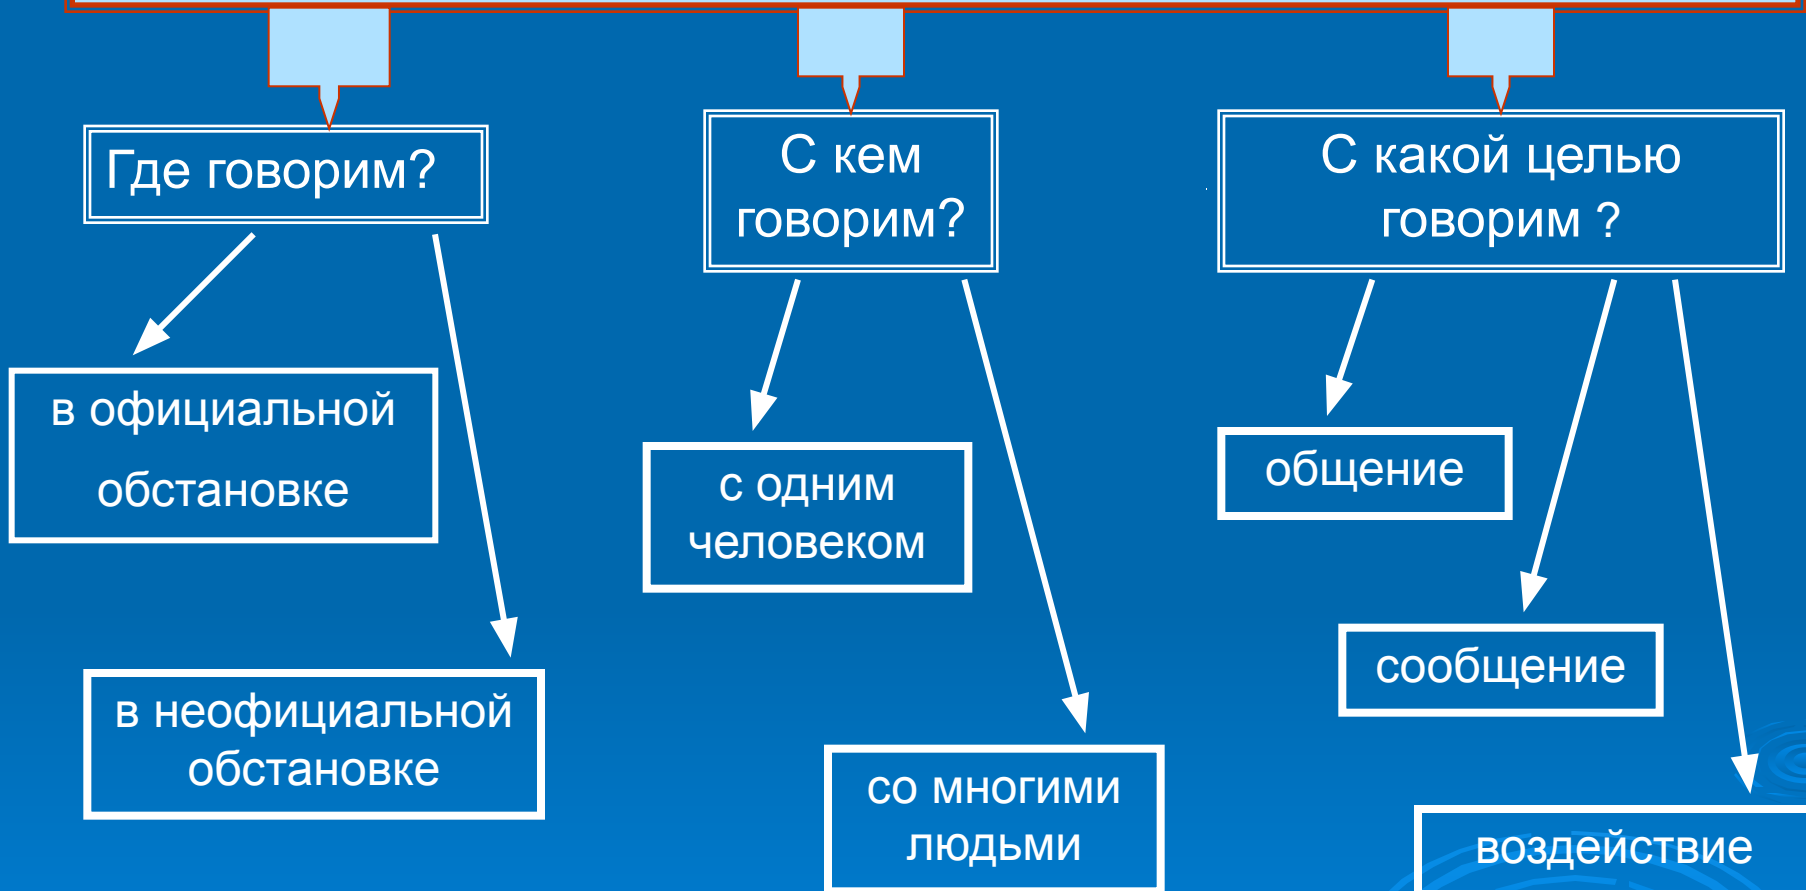 Где говорим?
С кем
говорим?
С какой целью
говорим ?
в официальной
обстановке
в неофициальной
обстановке
с одним
человеком
со многими
людьми
общение
сообщение
воздействие